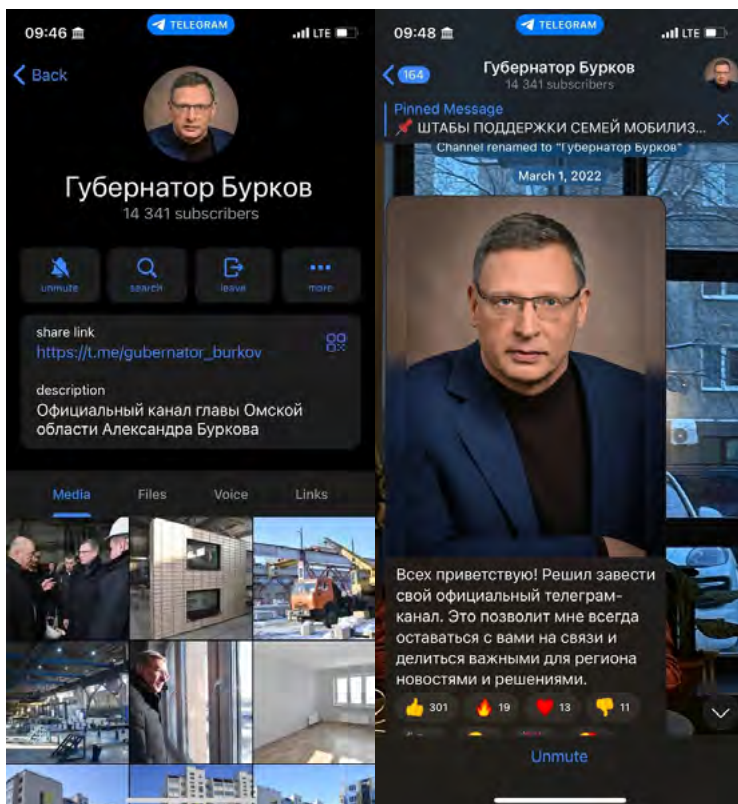 09:46
TELEGRAM
LTE
Back
Губернатор Бурков
14 341 subscribers
unmute
search
leave
more
share link
https://t.me/gubernator_burkov
description
Официальный канал главы Омской
области Александра Буркова
Media
Files
Voice
Links
09:48
TELEGRAM
LTE
164
Губернатор Бурков
14 341 subscribers
Pinned Message
ШТАБЫ ПОДДЕРЖКИ СЕМЕЙ МОБИЛИЗ...
Channel renamed to "Губернатор Бурков"
March 1, 2022
Всех приветствую! Решил завести
свой официальный телеграм-
канал. Это позволит мне всегда
оставаться с вами на связи и
делиться важными для региона
новостями и решениями.
301
19
13
11
Unmute